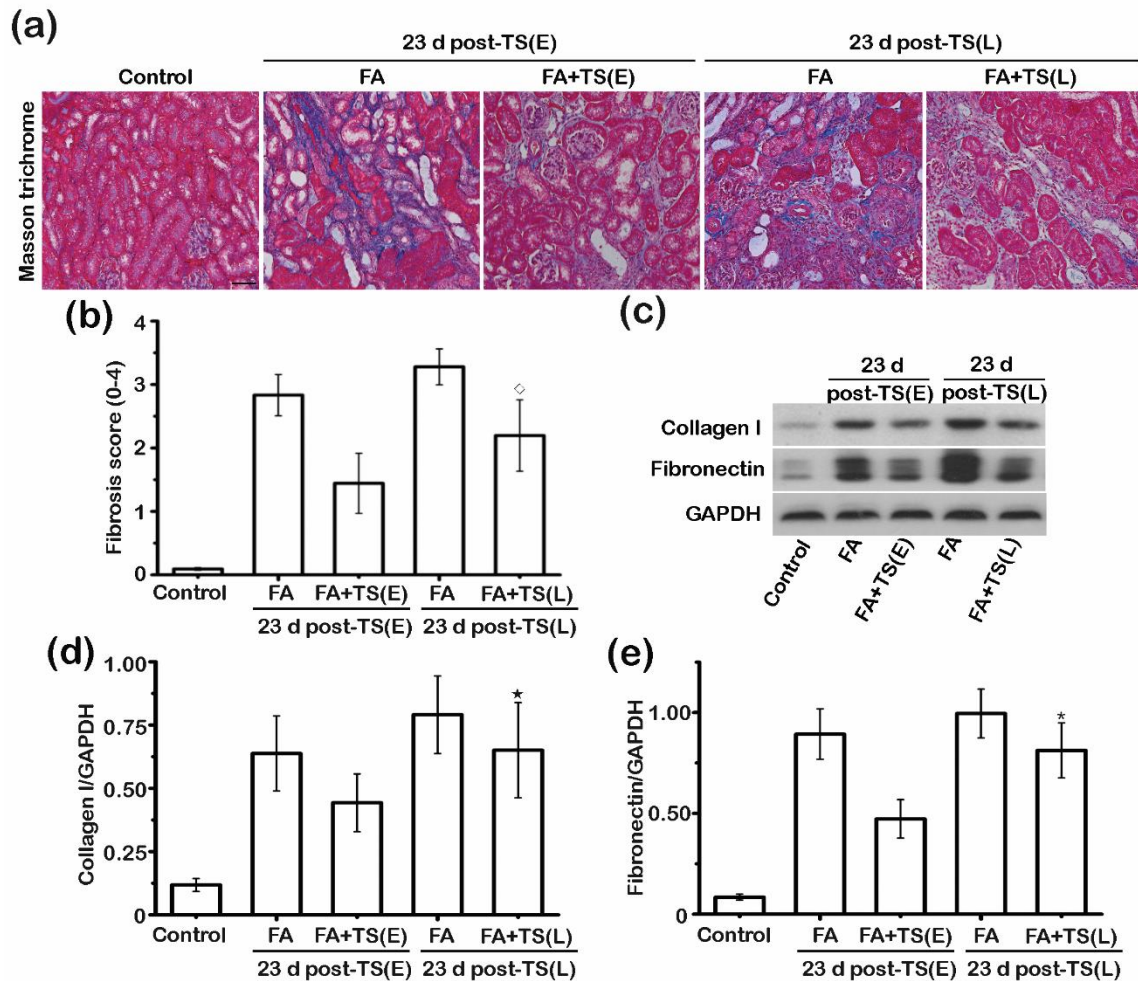 (a)
23 d post-TS(E)
23 d post-TS(L)
Control
FA
FA+TS(E)
FA
FA+TS(L)
Masson trichrome
(b)
Fibrosis score (0-4)
4
3
2
1
0
Control
FA
FA+TS(E)
FA
FA+TS(L)
23 d post-TS(E)
23 d post-TS(L)
(c)
23 d
post-TS(E)
23 d
post-TS(L)
Collagen I
Fibronectin
GAPDH
Control
FA
FA+TS(E)
FA
FA+TS(L)
(d)
Collagen I/GAPDH
1.00
0.75
0.50
0.25
0
★
Control
FA
FA+TS(E)
FA
FA+TS(L)
23 d post-TS(E)
23 d post-TS(L)
(e)
Fibronectin/GAPDH
1.00
0.50
0
*
Control
FA
FA+TS(E)
FA
FA+TS(L)
23 d post-TS(E)
23 d post-TS(L)